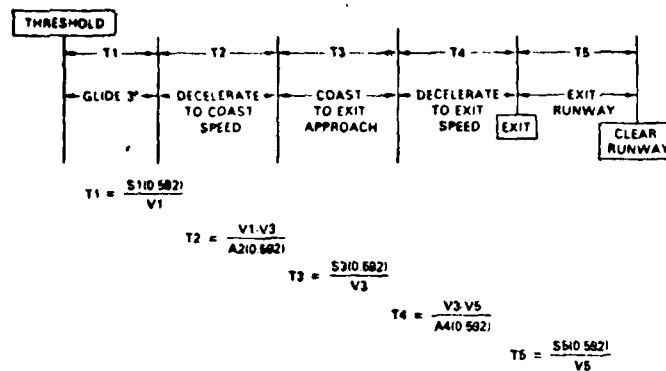 THRESHOLD
T1 T2 T3 T4 T5
GLIDE 3° DECELERATE TO COAST SPEED COAST TO EXIT APPROACH DECELERATE TO EXIT SPEED EXIT EXIT RUNWAY
CLEAR RUNWAY
T1 = S1(0.592) / V1
T2 = V1-V3 / A2(0.592)
T3 = S3(0.592) / V3
T4 = V3-V5 / A4(0.592)
T5 = S5(0.592) / V5